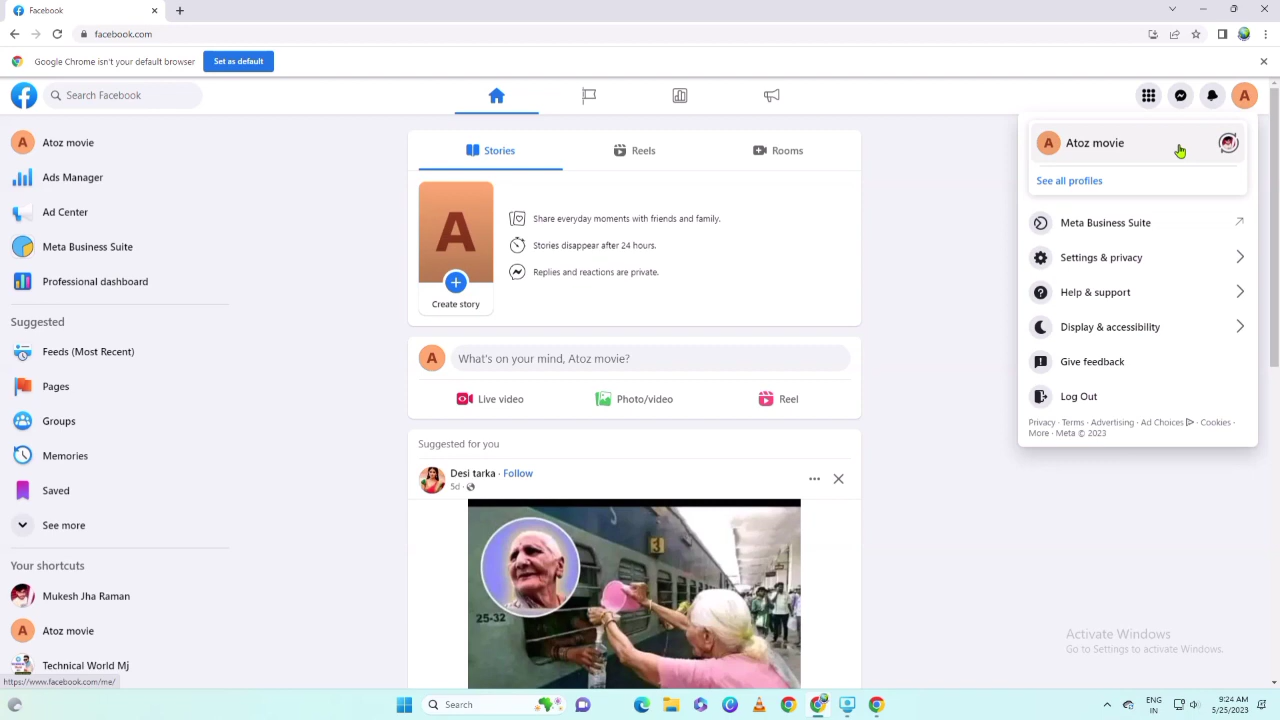 Facebook
facebook.com
Google Chrome isn't your default browser
Set as default
Search Facebook
A
Atoz movie
Ads Manager
Ad Center
Meta Business Suite
Professional dashboard
Suggested
Feeds (Most Recent)
Pages
Groups
Memories
Saved
See more
Your shortcuts
Mukesh Jha Raman
A
Atoz movie
Technical World Mj
https://www.facebook.com/me/
Stories
Reels
Rooms
A
Create story
Share everyday moments with friends and family.
Stories disappear after 24 hours.
Replies and reactions are private.
A
What's on your mind, Atoz movie?
Live video
Photo/video
Reel
Suggested for you
Desi tarka · Follow
5d ·
3
25-32
A
A
Atoz movie
See all profiles
Meta Business Suite
Settings & privacy
Help & support
Display & accessibility
Give feedback
Log Out
Privacy · Terms · Advertising · Ad Choices · Cookies ·
More · Meta © 2023
Activate Windows
Go to Settings to activate Windows.
Search
ENG
IN
9:24 AM
5/25/2023